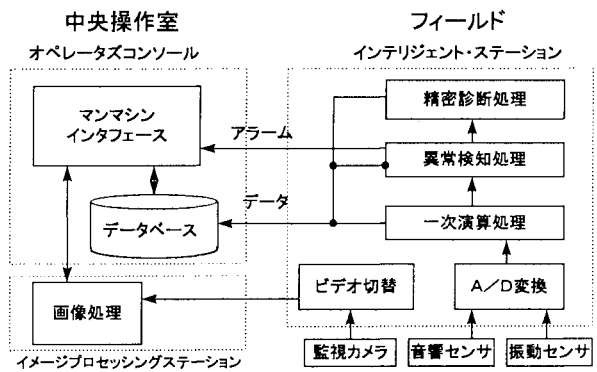 中央操作室
フィールド
オペレータズコンソール
インテリジェント・ステーション
マンマシン
インタフェース
アラーム
精密診断処理
異常検知処理
データ
一次演算処理
データベース
ビデオ切替
A/D変換
画像処理
監視カメラ
音響センサ
振動センサ
イメージプロセッシングステーション